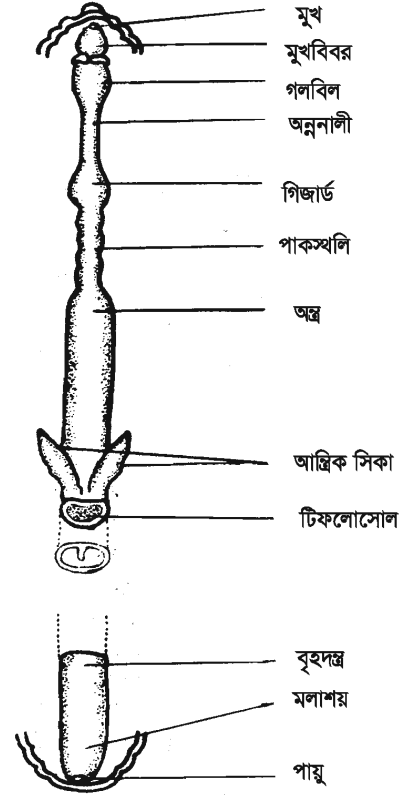 মুখ
মুখবিবর
গলবিল
অন্ননালী
গিজার্ড
পাকস্থলি
অন্ত্র
আন্ত্রিক সিকা
টিফলোসোল
বৃহদন্ত্র
মলাশয়
পায়ু